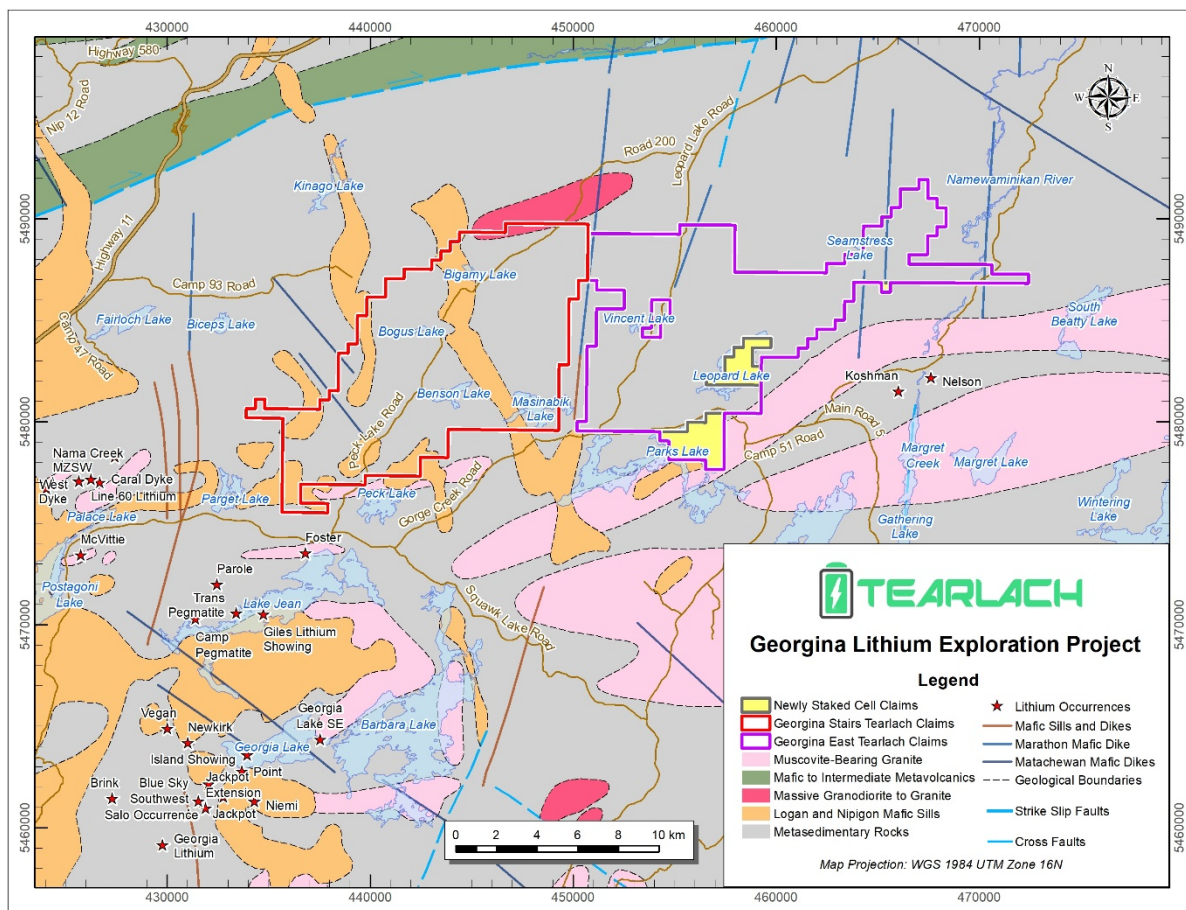 430000
440000
450000
460000
470000
Highway 580
Nip 12 Road
Highway 11
Kinago Lake
Road 200
Leopard Lake Road
N
W
E
S
Namewaminikan River
5490000
5490000
Seamstress
Lake
Bigamy Lake
Camp 93 Road
Fairloch Lake
Biceps Lake
Camp 47 Road
Bogus Lake
Vincent Lake
South
Beatty Lake
Leopard Lake
Koshman
Nelson
Benson Lake
Masinabik
Lake
Peck Lake Road
5480000
5480000
Main Road 5
Parks Lake
Camp 51 Road
Margret
Creek
Margret Lake
Nama Creek
MZSW
West
Dyke
Caral Dyke
Line 60 Lithium
Parget Lake
Peck Lake
Gorge Creek Road
Wintering
Lake
Palace Lake
Gathering
Lake
McVittie
Foster
Postagoni
Lake
Parole
Trans
Pegmatite
Lake Jean
Camp
Pegmatite
Giles Lithium
Showing
Squawk Lake Road
5470000
5470000
Vegan
Newkirk
Georgia
Lake SE
Barbara Lake
Island Showing
Georgia Lake
Point
Brink
Blue Sky
Jackpot
Extension
Southwest
Niemi
Salo Occurrence
Jackpot
Georgia
Lithium
5460000
5460000
0 2 4 6 8 10 km
TEARLACH
Georgina Lithium Exploration Project
Legend
Newly Staked Cell Claims
Georgina Stairs Tearlach Claims
Georgina East Tearlach Claims
Muscovite-Bearing Granite
Mafic to Intermediate Metavolcanics
Massive Granodiorite to Granite
Logan and Nipigon Mafic Sills
Metasedimentary Rocks
Lithium Occurrences
Mafic Sills and Dikes
Marathon Mafic Dike
Matachewan Mafic Dikes
Geological Boundaries
Strike Slip Faults
Cross Faults
Map Projection: WGS 1984 UTM Zone 16N
430000
440000
450000
460000
470000